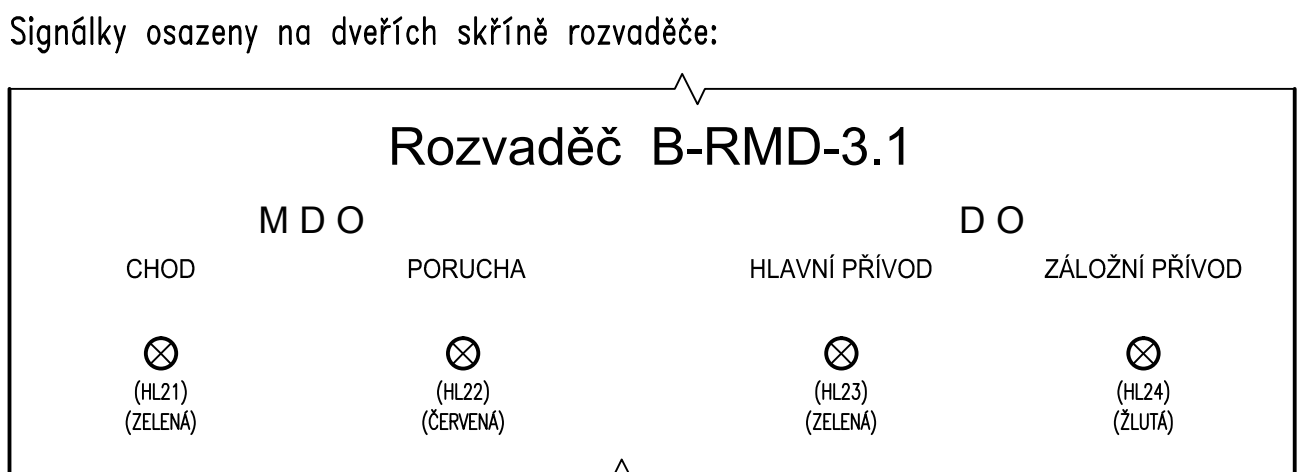 Signálky osazeny na dveřích skříně rozvaděče:
Rozvaděč B-RMD-3.1
M D O D O
CHOD PORUCHA HLAVNÍ PŘÍVOD ZÁLOŽNÍ PŘÍVOD
(HL21) (HL22) (HL23) (HL24)
(ZELENÁ) (ČERVENÁ) (ZELENÁ) (ŽLUTÁ)